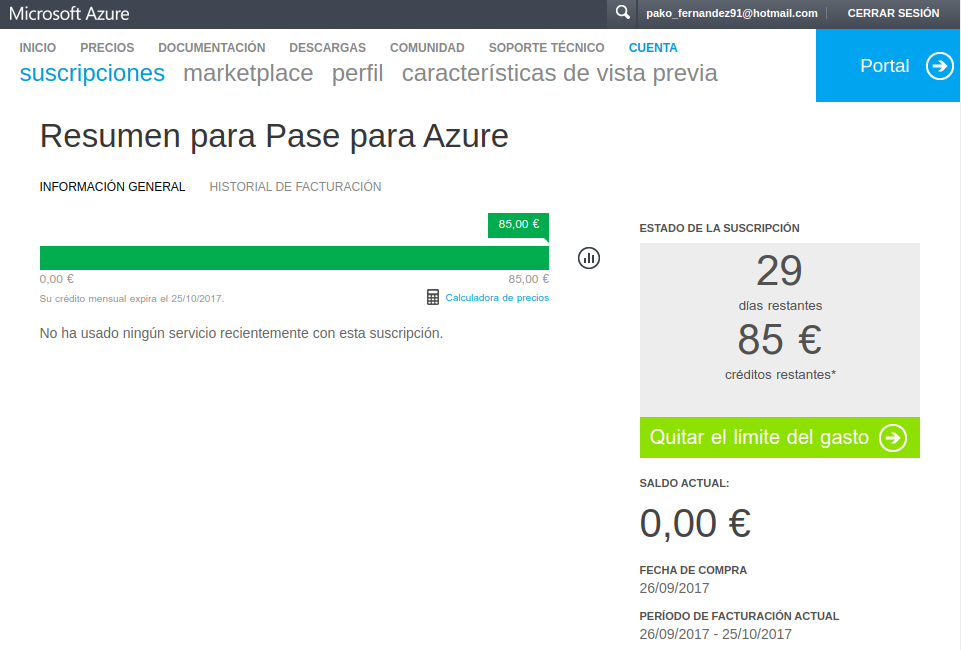 Microsoft Azure
pako_fernandez91@hotmail.com
CERRAR SESIÓN
INICIO PRECIOS DOCUMENTACIÓN DESCARGAS COMUNIDAD SOPORTE TÉCNICO CUENTA
suscripciones marketplace perfil características de vista previa
Portal
Resumen para Pase para Azure
INFORMACIÓN GENERAL HISTORIAL DE FACTURACIÓN
85,00 €
0,00 € 85,00 €
Su crédito mensual expira el 25/10/2017.
Calculadora de precios
No ha usado ningún servicio recientemente con esta suscripción.
ESTADO DE LA SUSCRIPCIÓN
29
días restantes
85 €
créditos restantes*
Quitar el límite del gasto
SALDO ACTUAL:
0,00 €
FECHA DE COMPRA
26/09/2017
PERÍODO DE FACTURACIÓN ACTUAL
26/09/2017 - 25/10/2017